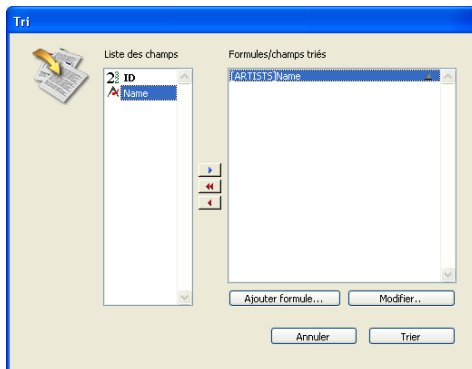 Tri
Liste des champs
Formules/champs triés
ID
Name
[ARTISTS]Name
Ajouter formule...
Modifier..
Annuler
Trier